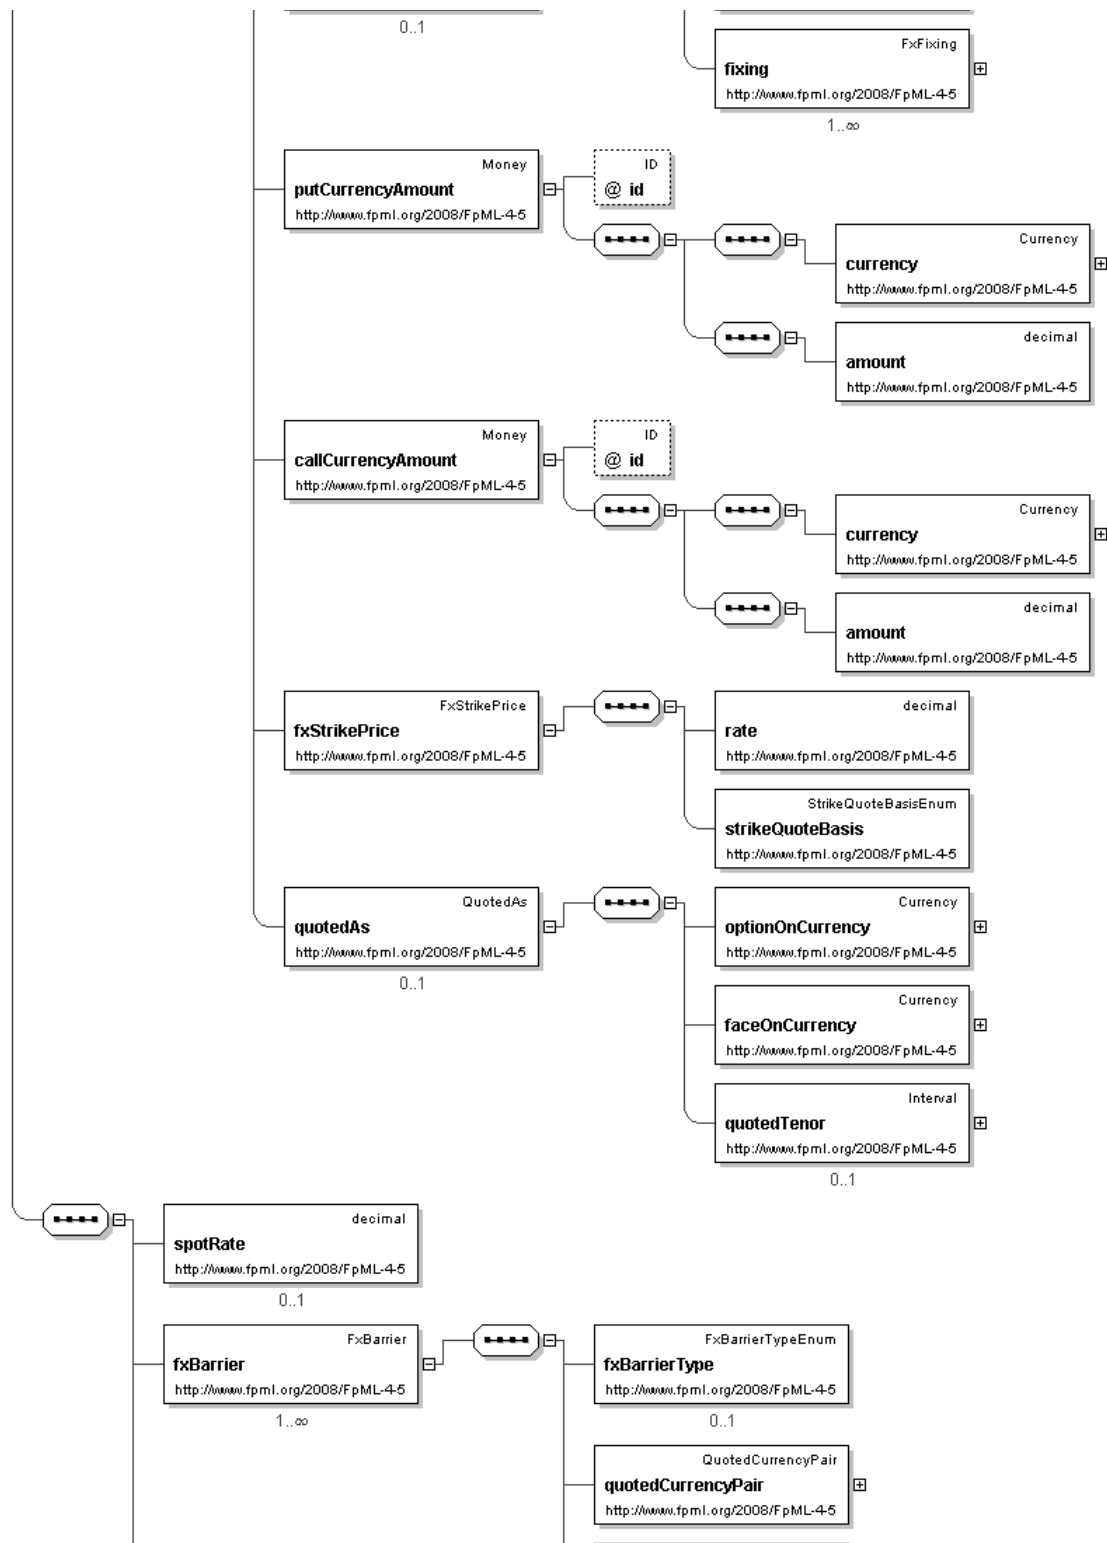 0..1
FxFixing
fixing
http://www.fpml.org/2008/FpML-4-5
1..∞
Money
putCurrencyAmount
http://www.fpml.org/2008/FpML-4-5
ID
@ id
Currency
currency
http://www.fpml.org/2008/FpML-4-5
decimal
amount
http://www.fpml.org/2008/FpML-4-5
Money
callCurrencyAmount
http://www.fpml.org/2008/FpML-4-5
ID
@ id
Currency
currency
http://www.fpml.org/2008/FpML-4-5
decimal
amount
http://www.fpml.org/2008/FpML-4-5
FxStrikePrice
fxStrikePrice
http://www.fpml.org/2008/FpML-4-5
decimal
rate
http://www.fpml.org/2008/FpML-4-5
StrikeQuoteBasisEnum
strikeQuoteBasis
http://www.fpml.org/2008/FpML-4-5
QuotedAs
quotedAs
http://www.fpml.org/2008/FpML-4-5
0..1
Currency
optionOnCurrency
http://www.fpml.org/2008/FpML-4-5
Currency
faceOnCurrency
http://www.fpml.org/2008/FpML-4-5
Interval
quotedTenor
http://www.fpml.org/2008/FpML-4-5
0..1
decimal
spotRate
http://www.fpml.org/2008/FpML-4-5
0..1
FxBarrier
fxBarrier
http://www.fpml.org/2008/FpML-4-5
1..∞
FxBarrierTypeEnum
fxBarrierType
http://www.fpml.org/2008/FpML-4-5
0..1
QuotedCurrencyPair
quotedCurrencyPair
http://www.fpml.org/2008/FpML-4-5